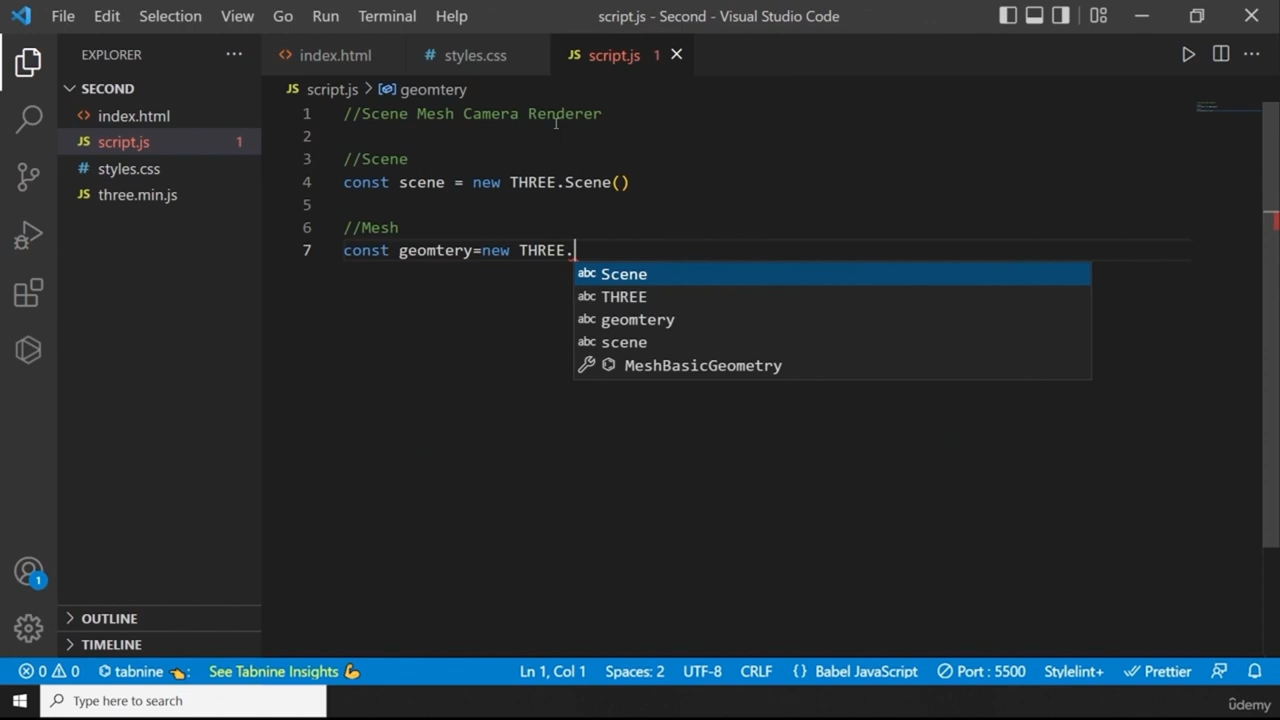 File Edit Selection View Go Run Terminal Help script.js - Second - Visual Studio Code
EXPLORER ···
index.html styles.css JS script.js 1
SECOND
index.html
JS script.js 1
# styles.css
JS three.min.js
JS script.js > geomtery
1 //Scene Mesh Camera Renderer
2
3 //Scene
4 const scene = new THREE.Scene()
5
6 //Mesh
7 const geomtery=new THREE.
abc Scene
abc THREE
abc geomtery
abc scene
MeshBasicGeometry
1
OUTLINE
TIMELINE
0 0 tabnine 👈: See Tabnine Insights 💪 Ln 1, Col 1 Spaces: 2 UTF-8 CRLF {} Babel JavaScript Port : 5500 Stylelint+ Prettier
Type here to search
ûdemy